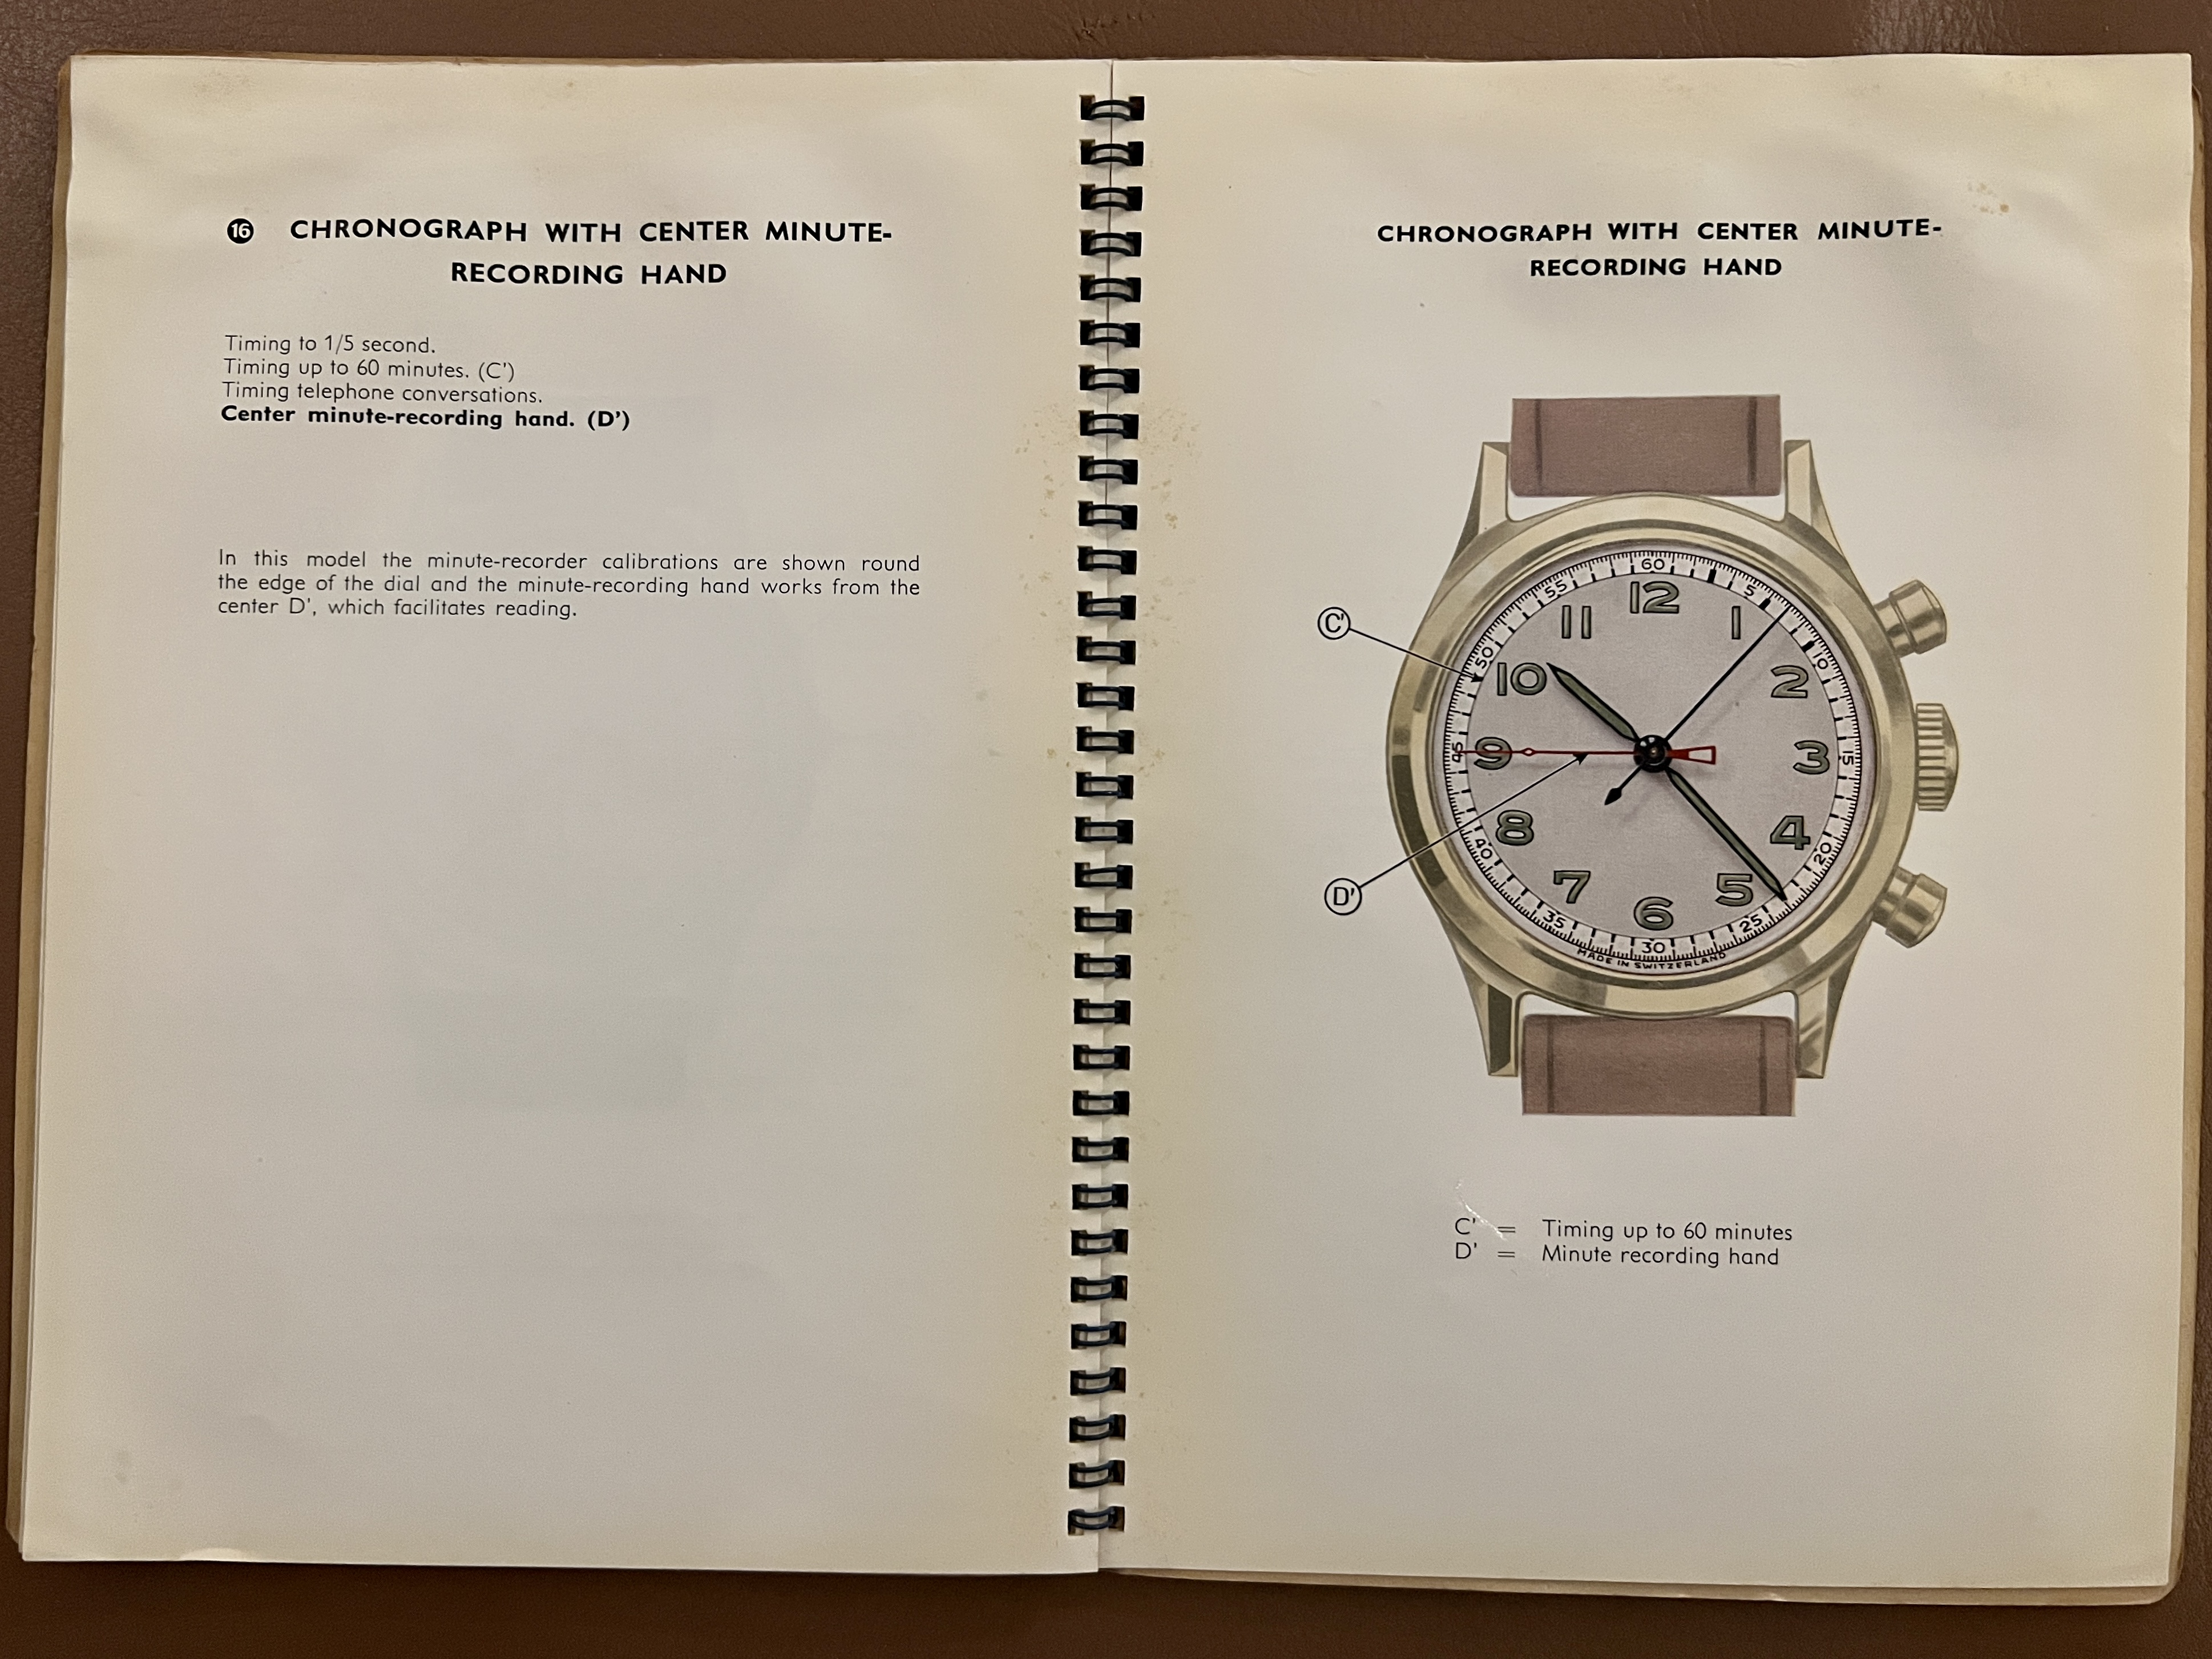 16 CHRONOGRAPH WITH CENTER MINUTE-
RECORDING HAND
Timing to 1/5 second.
Timing up to 60 minutes. (C')
Timing telephone conversations.
Center minute-recording hand. (D')
In this model the minute-recorder calibrations are shown round
the edge of the dial and the minute-recording hand works from the
center D', which facilitates reading.
CHRONOGRAPH WITH CENTER MINUTE-
RECORDING HAND
C'
D'
60
5
10
15
20
25
30
35
40
45
50
55
12
1
2
3
4
5
6
7
8
9
10
11
MADE IN SWITZERLAND
C' = Timing up to 60 minutes
D' = Minute recording hand